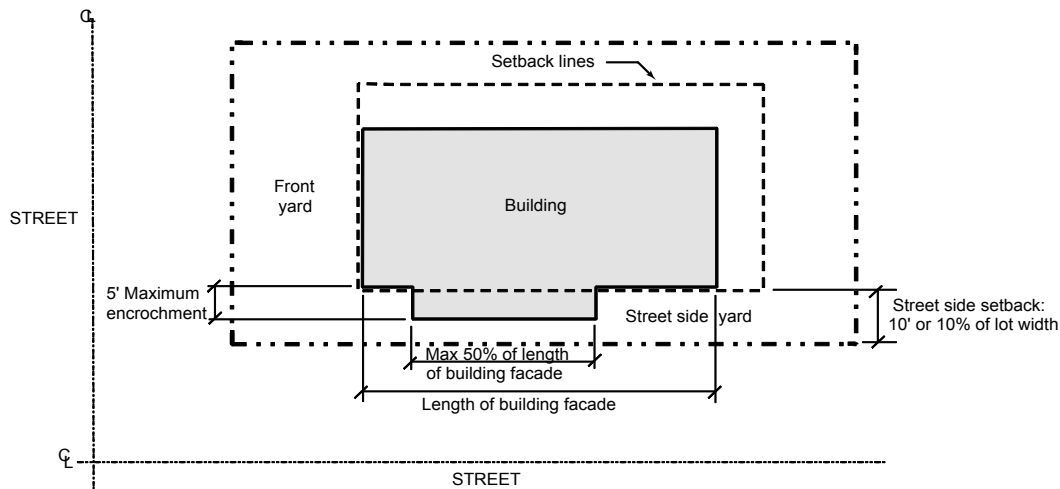 ℄
Setback lines
Front
yard
Building
STREET
5' Maximum
encrochment
Street side yard
Street side setback:
10' or 10% of lot width
Max 50% of length
of building facade
Length of building facade
℄
STREET